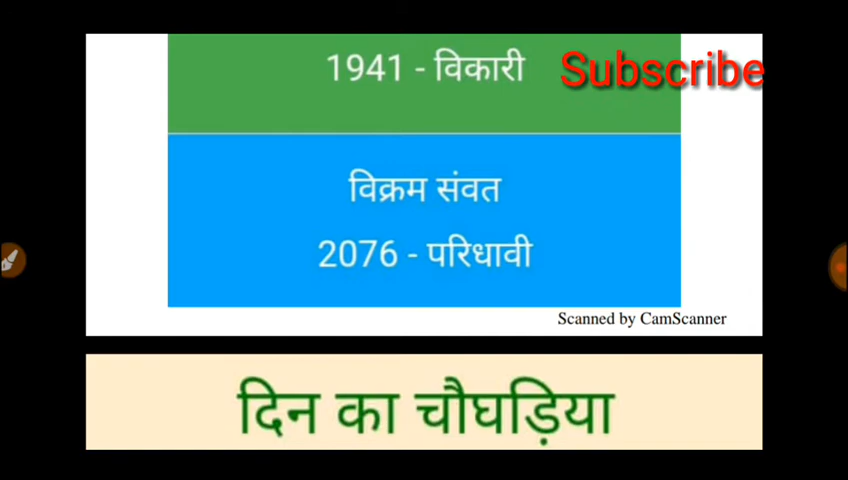 1941 - विकारी
Subscribe
विक्रम संवत
2076 - परिधावी
Scanned by CamScanner
दिन का चौघड़िया